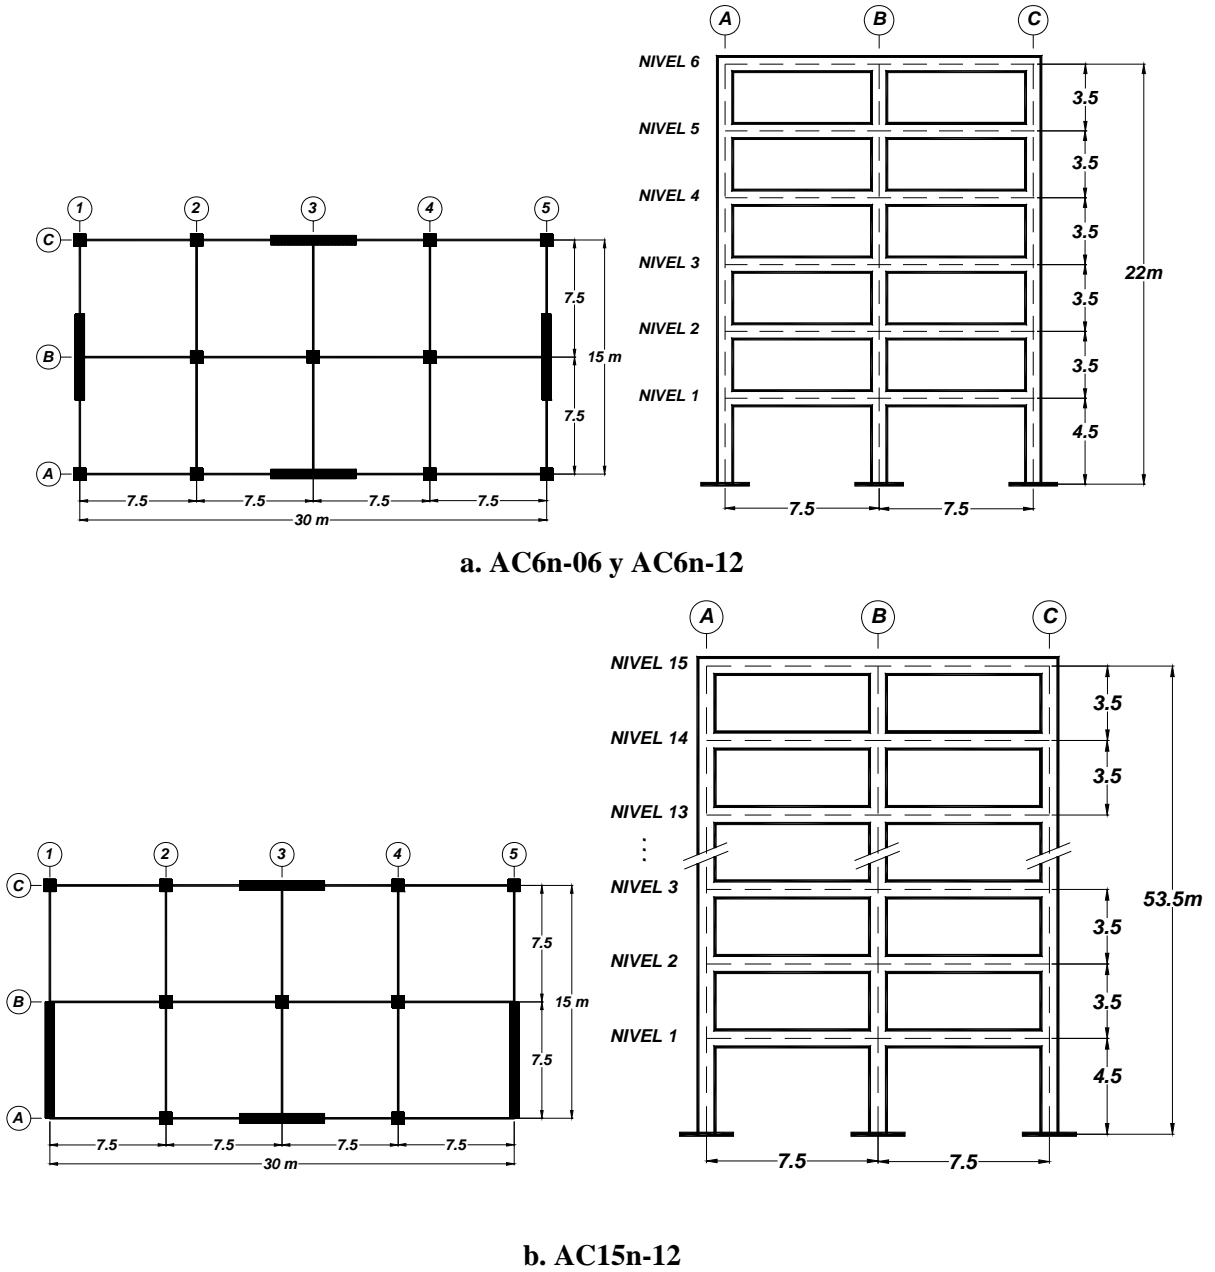 A B C
NIVEL 6
3.5
NIVEL 5
3.5
NIVEL 4
3.5
NIVEL 3
3.5
NIVEL 2
3.5
NIVEL 1
4.5
22m
7.5 7.5
1 2 3 4 5
C
7.5
B
15 m
7.5
A
7.5 7.5 7.5 7.5
30 m
a. AC6n-06 y AC6n-12
A B C
NIVEL 15
3.5
NIVEL 14
3.5
NIVEL 13
NIVEL 3
3.5
NIVEL 2
3.5
NIVEL 1
4.5
53.5m
7.5 7.5
1 2 3 4 5
C
7.5
B
15 m
7.5
A
7.5 7.5 7.5 7.5
30 m
b. AC15n-12